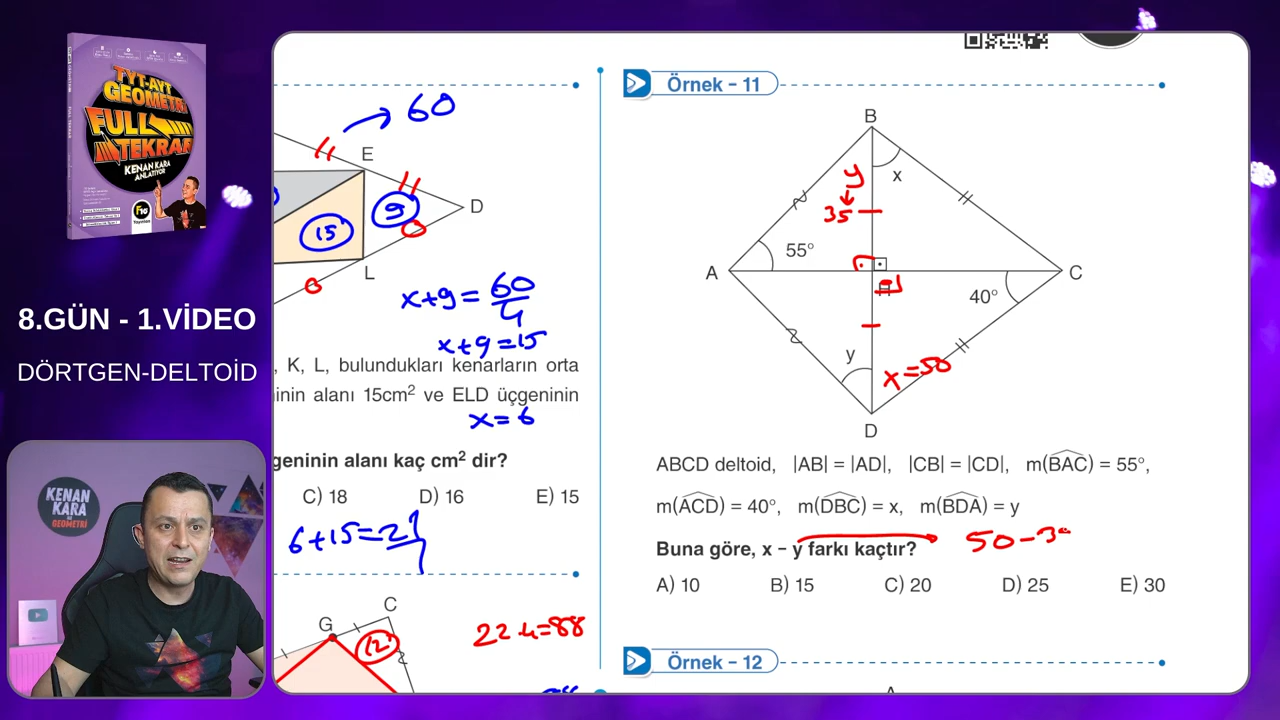 TYT-AYT
GEOMETRİ
FULL
TEKRAR
KENAN KARA
ANLATIYOR
8.GÜN - 1.VİDEO
DÖRTGEN-DELTOİD
KENAN
KARA
GEOMETRİ
60
E
D
9
15
L
x+9=60/4
x+9=15
, K, L, bulundukları kenarların orta
inin alanı 15cm² ve ELD üçgeninin
x=6
geninin alanı kaç cm² dir?
C) 18 D) 16 E) 15
6+15=21
G C
12
22.4=88
Örnek - 11
B
y x
35
55°
A C
40°
y
x=50
D
ABCD deltoid, |AB| = |AD|, |CB| = |CD|, m(BAC) = 55°,
m(ACD) = 40°, m(DBC) = x, m(BDA) = y
Buna göre, x − y farkı kaçtır? 50-3
A) 10 B) 15 C) 20 D) 25 E) 30
Örnek - 12
A